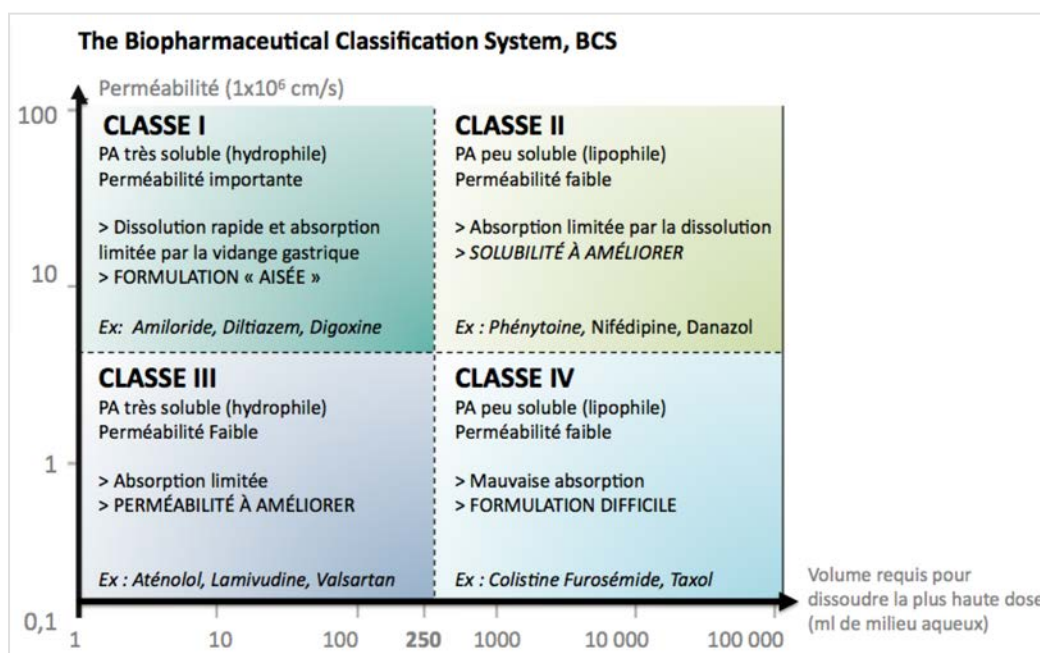 The Biopharmaceutical Classification System, BCS
Perméabilité (1x10⁶ cm/s)
100
10
1
0,1
CLASSE I
PA très soluble (hydrophile)
Perméabilité importante
> Dissolution rapide et absorption
limitée par la vidange gastrique
> FORMULATION « AISÉE »
Ex: Amiloride, Diltiazem, Digoxine
CLASSE II
PA peu soluble (lipophile)
Perméabilité faible
> Absorption limitée par la dissolution
> SOLUBILITÉ À AMÉLIORER
Ex : Phénytoine, Nifédipine, Danazol
CLASSE III
PA très soluble (hydrophile)
Perméabilité Faible
> Absorption limitée
> PERMÉABILITÉ À AMÉLIORER
Ex : Aténolol, Lamivudine, Valsartan
CLASSE IV
PA peu soluble (lipophile)
Perméabilité faible
> Mauvaise absorption
> FORMULATION DIFFICILE
Ex : Colistine Furosémide, Taxol
Volume requis pour
dissoudre la plus haute dose
(ml de milieu aqueux)
1 10 100 250 1000 10 000 100 000